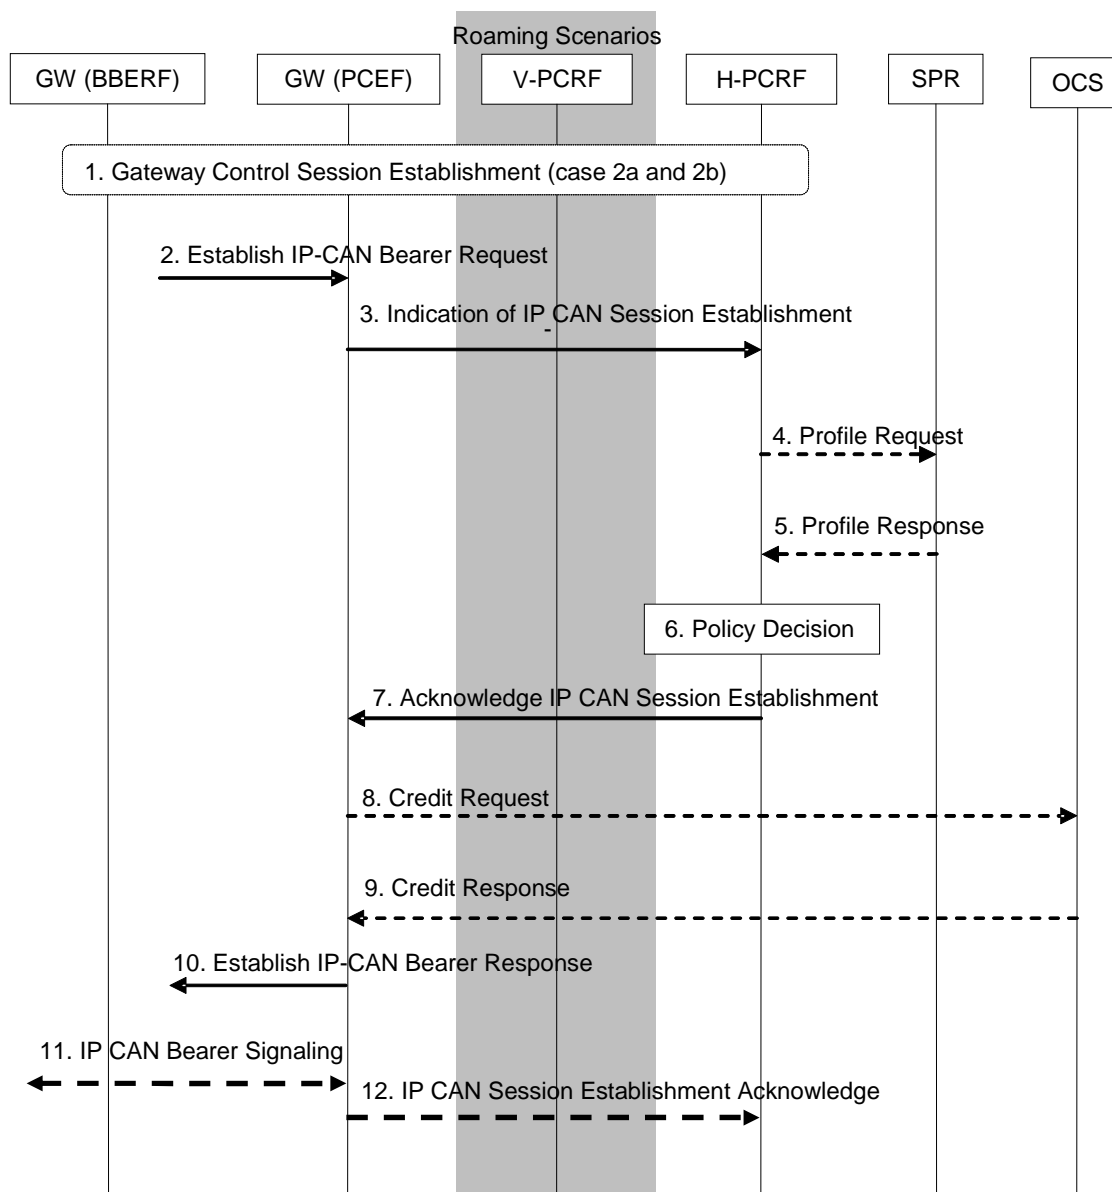 Roaming Scenarios
GW (BBERF)
GW (PCEF)
V-PCRF
H-PCRF
SPR
OCS
1. Gateway Control Session Establishment (case 2a and 2b)
2. Establish IP-CAN Bearer Request
3. Indication of IP CAN Session Establishment
-
4. Profile Request
5. Profile Response
6. Policy Decision
7. Acknowledge IP CAN Session Establishment
8. Credit Request
9. Credit Response
10. Establish IP-CAN Bearer Response
11. IP CAN Bearer Signaling
12. IP CAN Session Establishment Acknowledge